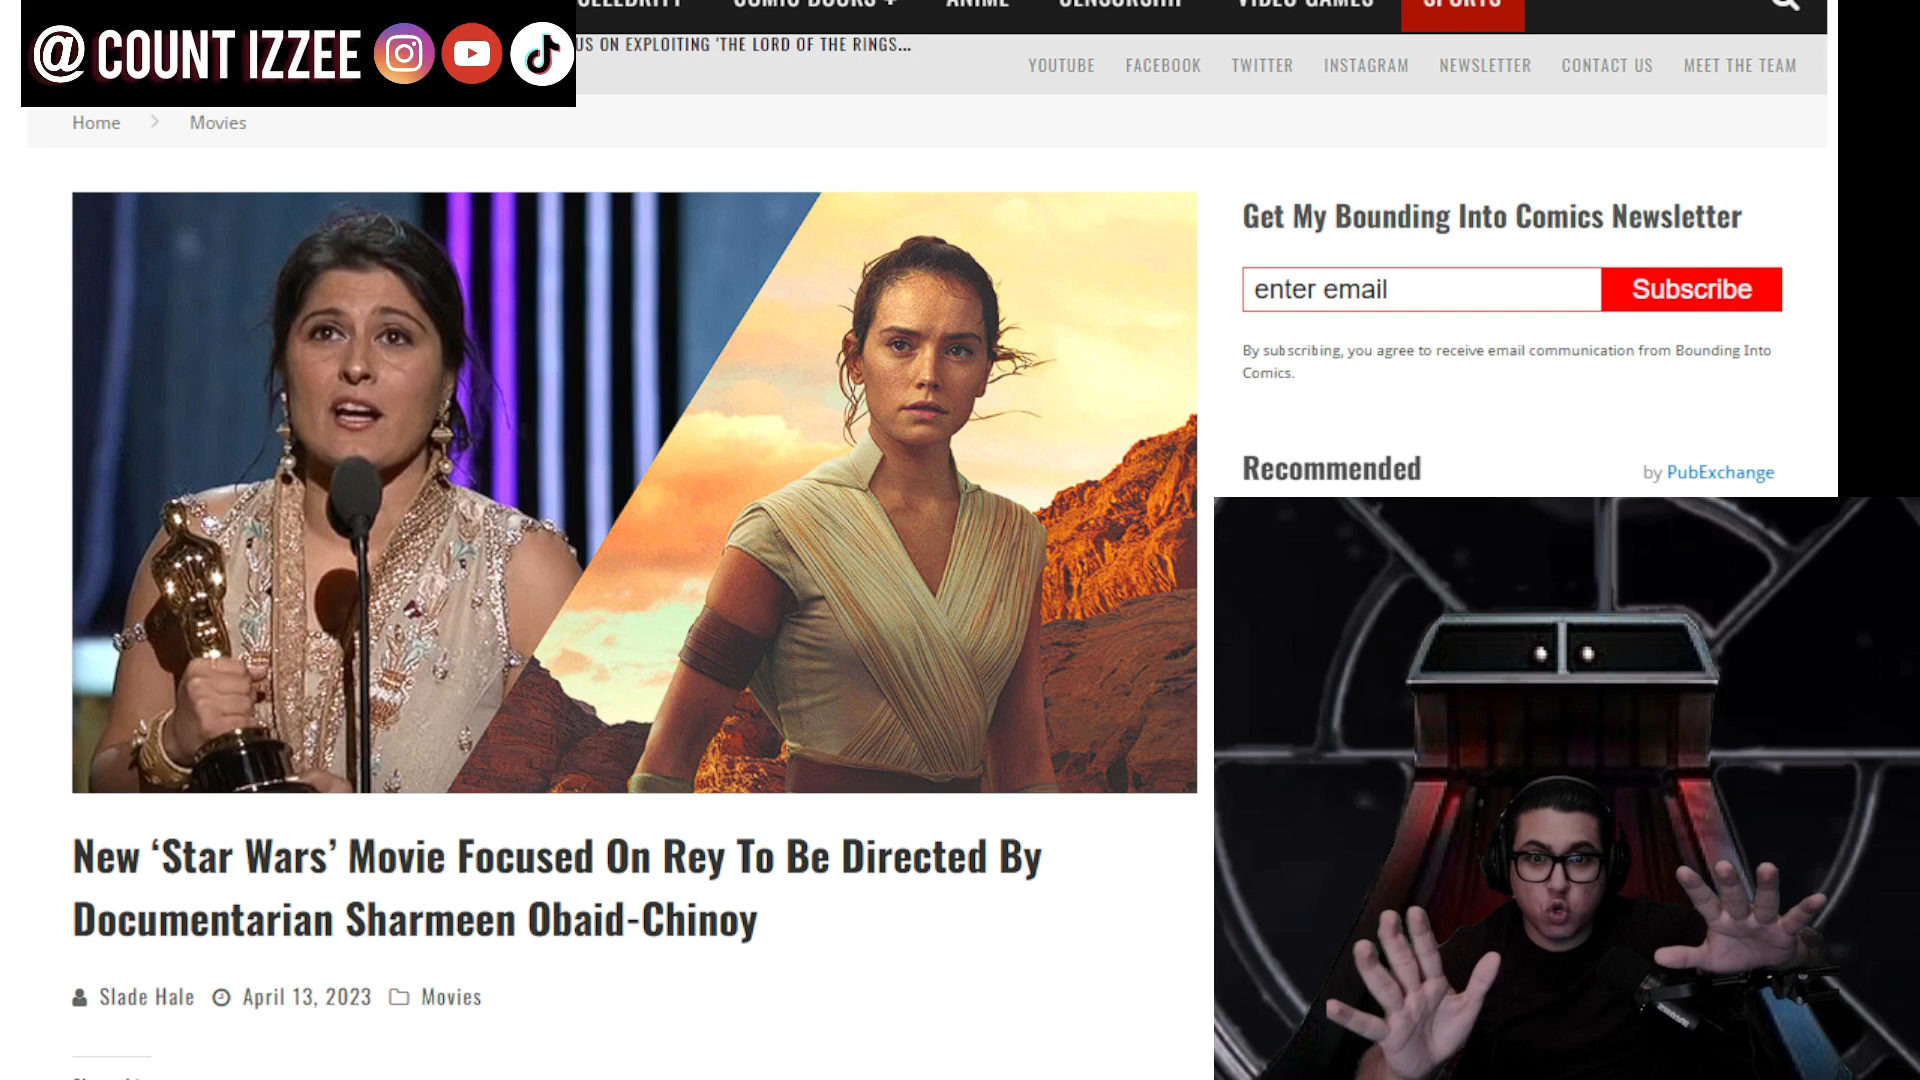 CELEBRITY COMIC BOOKS + ANIME CENSORSHIP VIDEO GAMES SPORTS
@ COUNT IZZEE
US ON EXPLOITING 'THE LORD OF THE RINGS...
YOUTUBE FACEBOOK TWITTER INSTAGRAM NEWSLETTER CONTACT US MEET THE TEAM
Home > Movies
Get My Bounding Into Comics Newsletter
enter email Subscribe
By subscribing, you agree to receive email communication from Bounding Into
Comics.
Recommended by PubExchange
New ‘Star Wars’ Movie Focused On Rey To Be Directed By
Documentarian Sharmeen Obaid-Chinoy
Slade Hale April 13, 2023 Movies